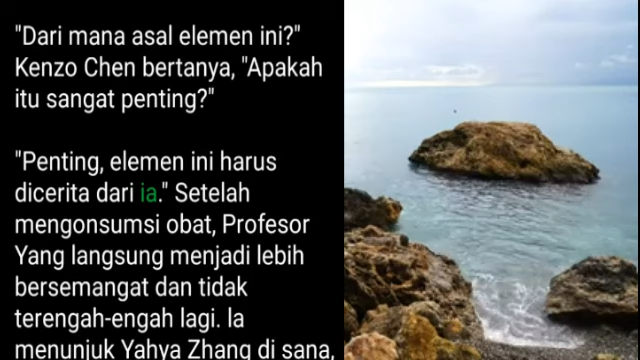 "Dari mana asal elemen ini?"
Kenzo Chen bertanya, "Apakah
itu sangat penting?"
"Penting, elemen ini harus
dicerita dari ia." Setelah
mengonsumsi obat, Profesor
Yang langsung menjadi lebih
bersemangat dan tidak
terengah-engah lagi. Ia
menunjuk Yahya Zhang di sana,